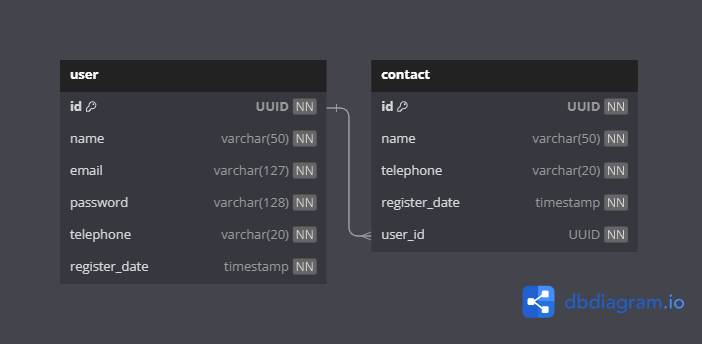 user
id UUID NN
name varchar(50) NN
email varchar(127) NN
password varchar(128) NN
telephone varchar(20) NN
register_date timestamp NN
contact
id UUID NN
name varchar(50) NN
telephone varchar(20) NN
register_date timestamp NN
user_id UUID NN
dbdiagram.io